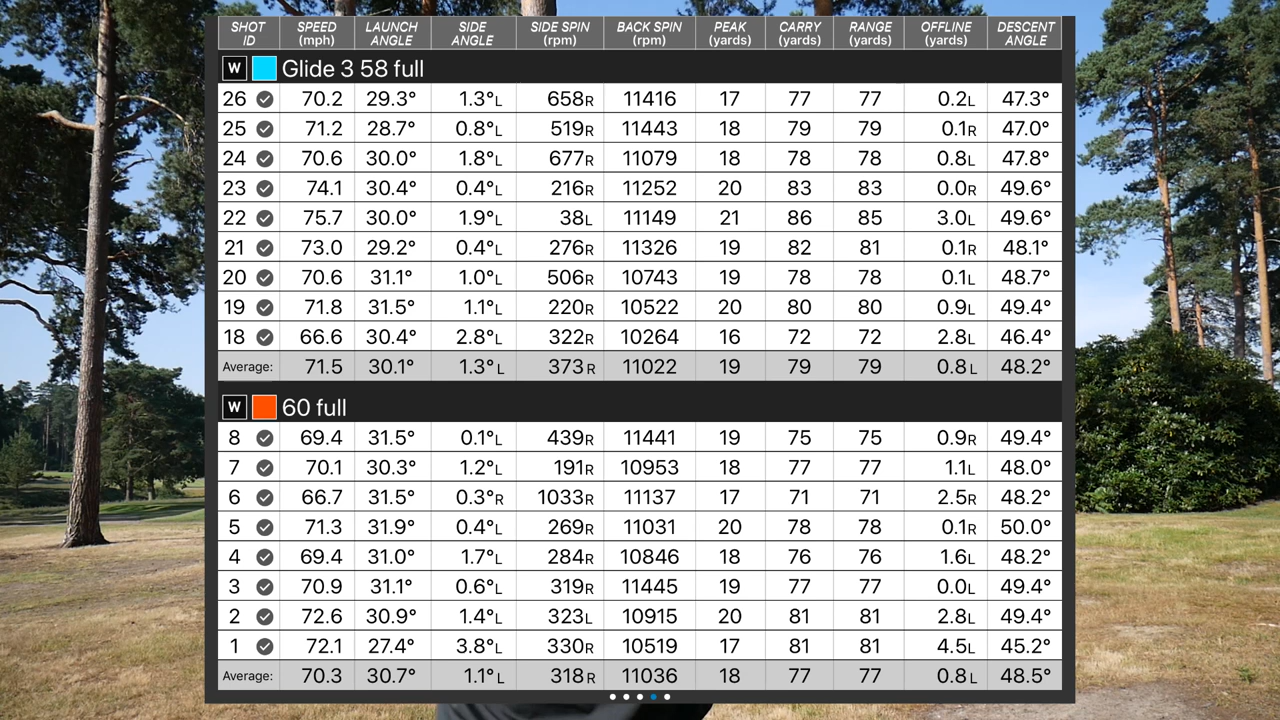 SHOT ID SPEED (mph) LAUNCH ANGLE SIDE ANGLE SIDE SPIN (rpm) BACK SPIN (rpm) PEAK (yards) CARRY (yards) RANGE (yards) OFFLINE (yards) DESCENT ANGLE
W Glide 3 58 full
26 70.2 29.3° 1.3°L 658R 11416 17 77 77 0.2L 47.3°
25 71.2 28.7° 0.8°L 519R 11443 18 79 79 0.1R 47.0°
24 70.6 30.0° 1.8°L 677R 11079 18 78 78 0.8L 47.8°
23 74.1 30.4° 0.4°L 216R 11252 20 83 83 0.0R 49.6°
22 75.7 30.0° 1.9°L 38L 11149 21 86 85 3.0L 49.6°
21 73.0 29.2° 0.4°L 276R 11326 19 82 81 0.1R 48.1°
20 70.6 31.1° 1.0°L 506R 10743 19 78 78 0.1L 48.7°
19 71.8 31.5° 1.1°L 220R 10522 20 80 80 0.9L 49.4°
18 66.6 30.4° 2.8°L 322R 10264 16 72 72 2.8L 46.4°
Average: 71.5 30.1° 1.3°L 373R 11022 19 79 79 0.8L 48.2°
W 60 full
8 69.4 31.5° 0.1°L 439R 11441 19 75 75 0.9R 49.4°
7 70.1 30.3° 1.2°L 191R 10953 18 77 77 1.1L 48.0°
6 66.7 31.5° 0.3°R 1033R 11137 17 71 71 2.5R 48.2°
5 71.3 31.9° 0.4°L 269R 11031 20 78 78 0.1R 50.0°
4 69.4 31.0° 1.7°L 284R 10846 18 76 76 1.6L 48.2°
3 70.9 31.1° 0.6°L 319R 11445 19 77 77 0.0L 49.4°
2 72.6 30.9° 1.4°L 323L 10915 20 81 81 2.8L 49.4°
1 72.1 27.4° 3.8°L 330R 10519 17 81 81 4.5L 45.2°
Average: 70.3 30.7° 1.1°L 318R 11036 18 77 77 0.8L 48.5°